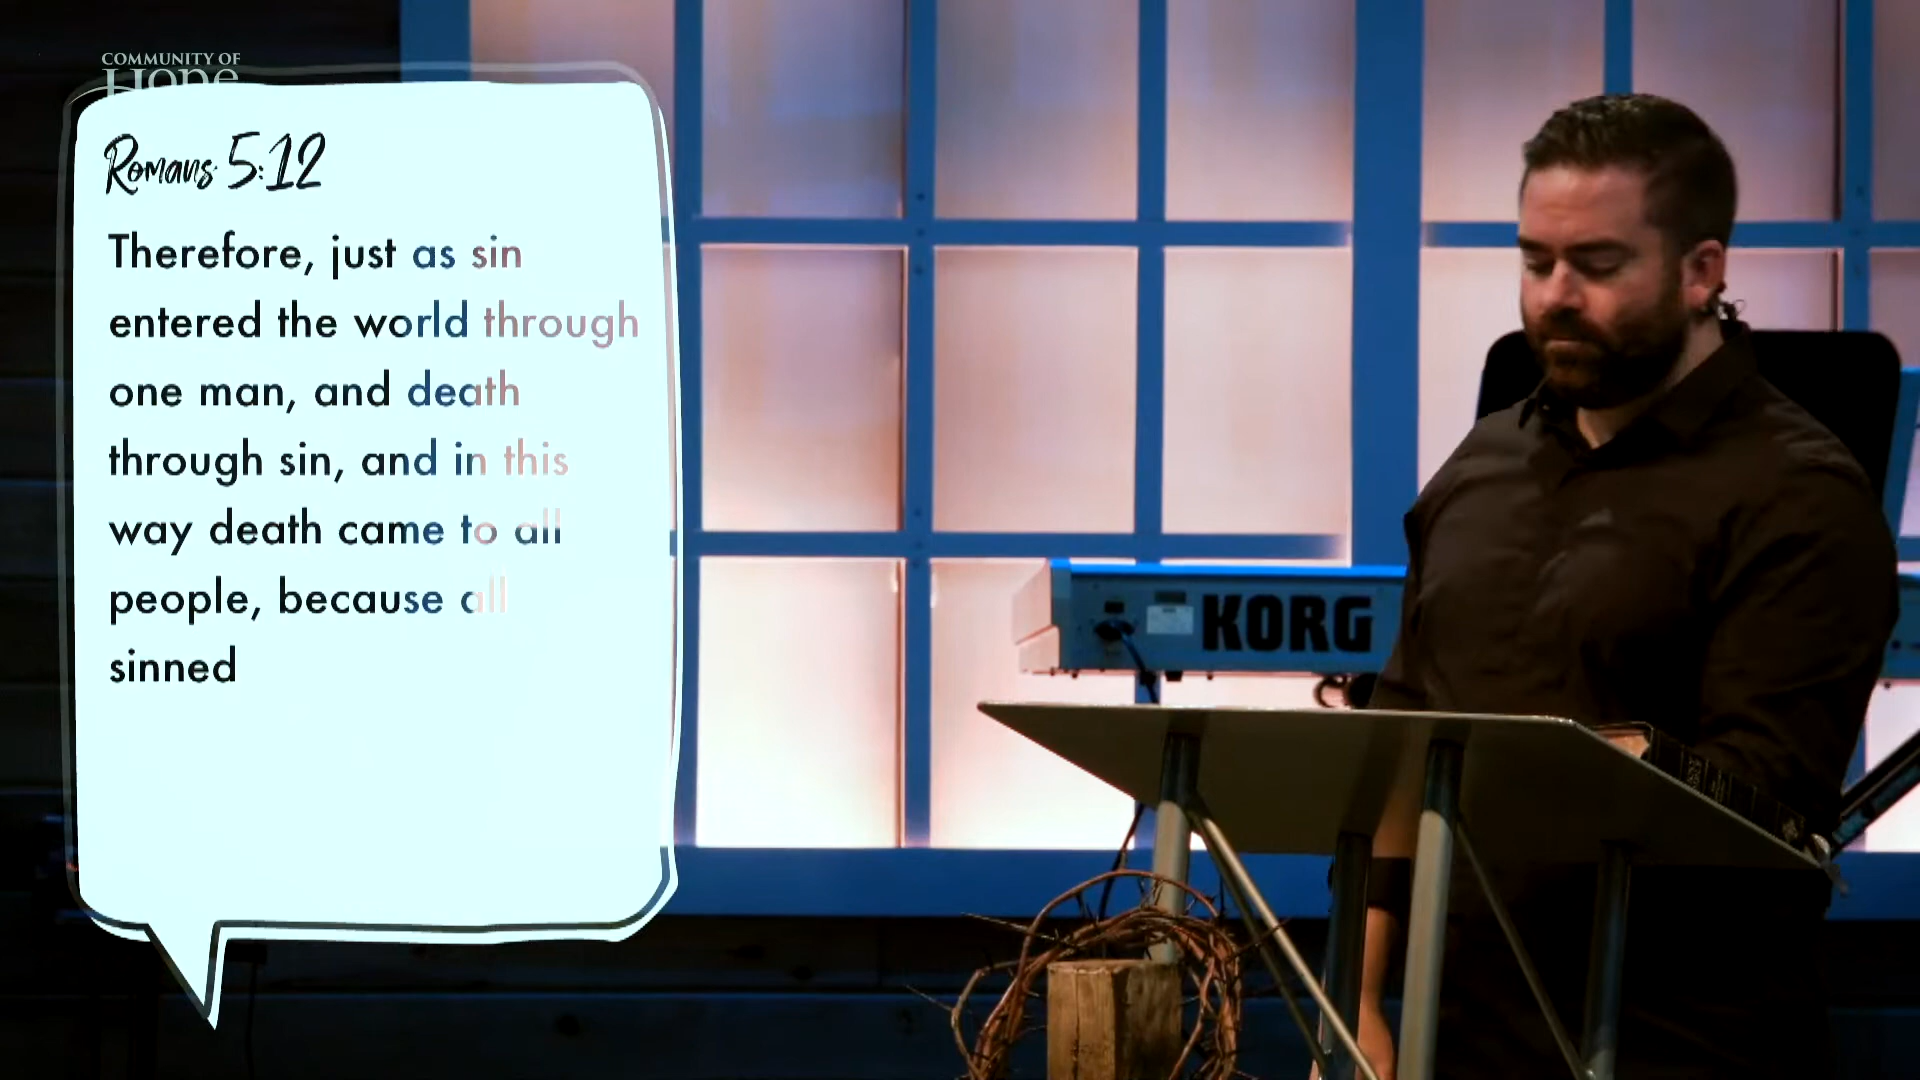 COMMUNITY OF
Hope
Romans 5:12
Therefore, just as sin
entered the world through
one man, and death
through sin, and in this
way death came to all
people, because all
sinned
KORG